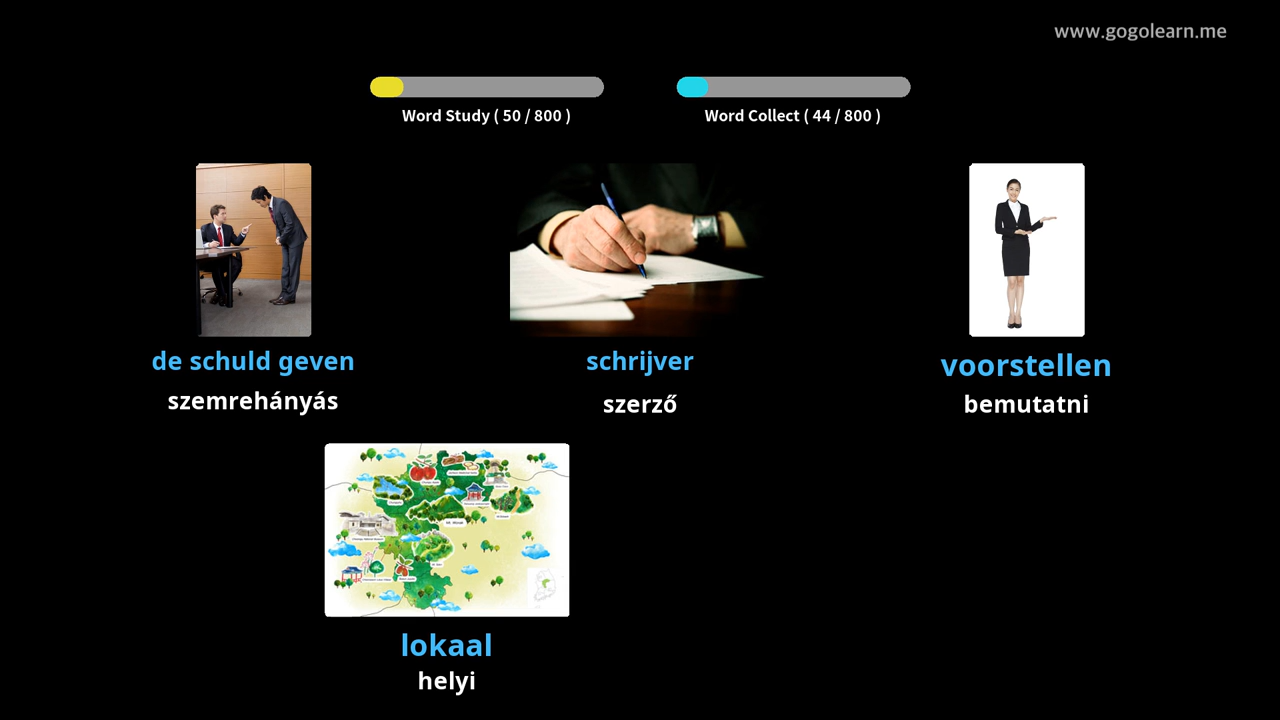 www.gogolearn.me
Word Study ( 50 / 800 )
Word Collect ( 44 / 800 )
de schuld geven
szemrehányás
schrijver
szerző
voorstellen
bemutatni
lokaal
helyi